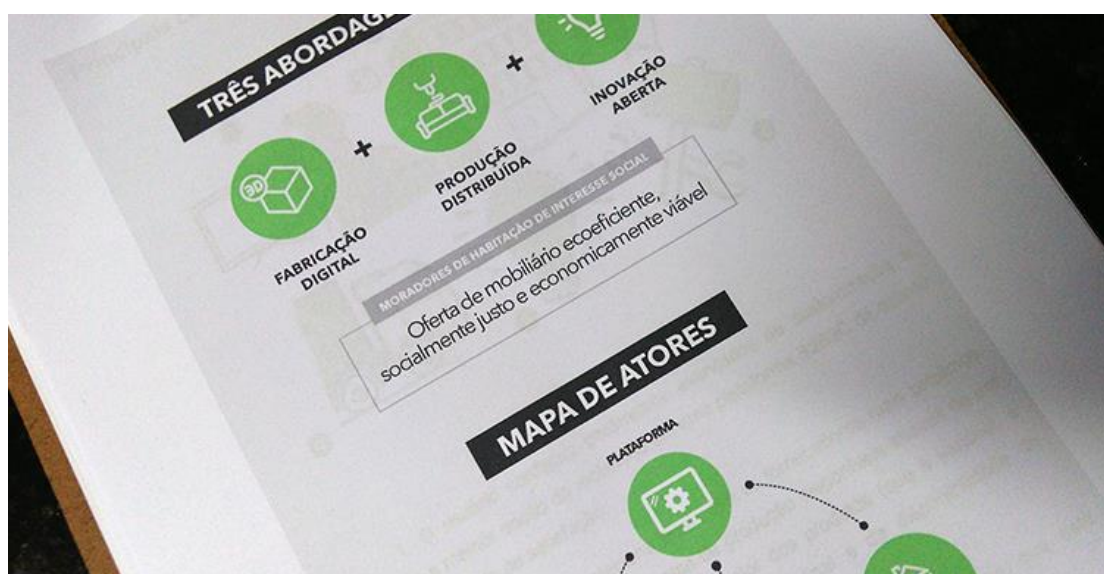 TRÊS
+
+
INOVAÇÃO
ABERTA
PRODUÇÃO
DISTRIBUÍDA
3D
FABRICAÇÃO
DIGITAL
MORADORES DE HABITAÇÃO DE INTERESSE SOCIAL
Oferta de mobiliário ecoeficiente,
socialmente justo e economicamente viável
MAPA DE ATORES
PLATAFORMA